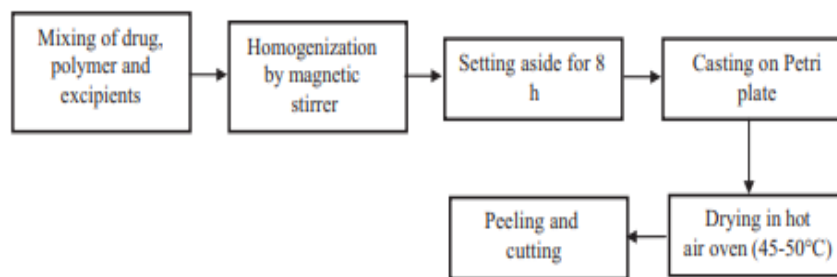 Mixing of drug,
polymer and
excipients
Homogenization
by magnetic
stirrer
Setting aside for 8
h
Casting on Petri
plate
Drying in hot
air oven (45-50°C)
Peeling and
cutting